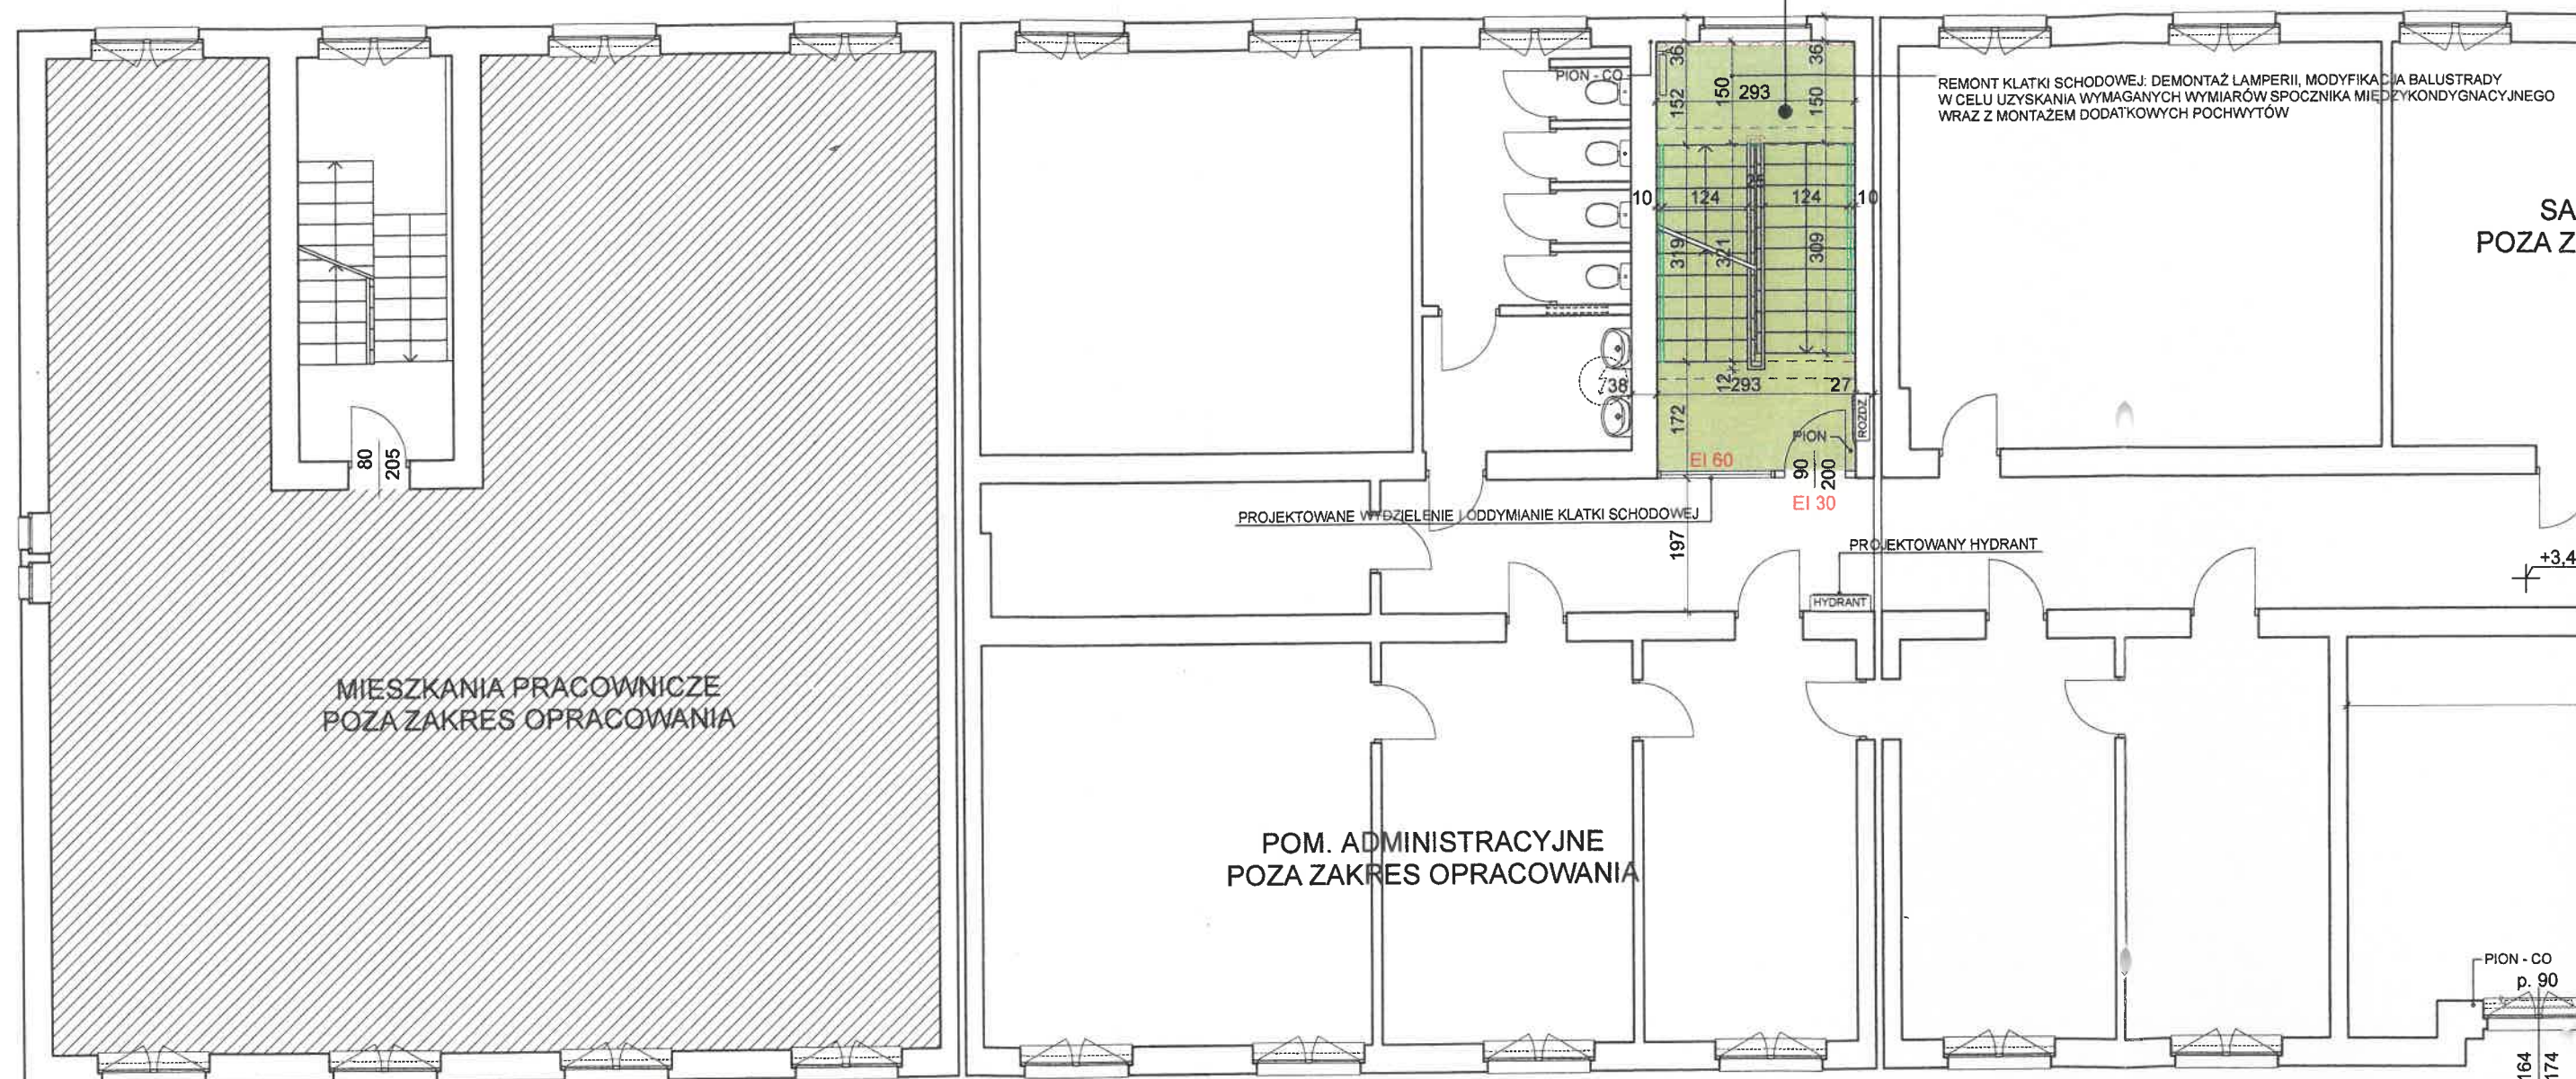 PION - CO
36
152
150
293
36
150
REMONT KLATKI SCHODOWEJ: DEMONTAŻ LAMPERII, MODYFIKACJA BALUSTRADY
W CELU UZYSKANIA WYMAGANYCH WYMIARÓW SPOCZNIKA MIĘDZYKONDYGNACYJNEGO
WRAZ Z MONTAŻEM DODATKOWYCH POCHWYTÓW
10
124
25
124
10
319
321
309
SA
POZA Z
738
12
293
27
172
ROZDZ
PION
EI 60
90
200
EI 30
80
205
PROJEKTOWANE WYDZIELENIE I ODDYMIANIE KLATKI SCHODOWEJ
197
PROJEKTOWANY HYDRANT
HYDRANT
+3,4
MIESZKANIA PRACOWNICZE
POZA ZAKRES OPRACOWANIA
POM. ADMINISTRACYJNE
POZA ZAKRES OPRACOWANIA
PION - CO
p. 90
164
174